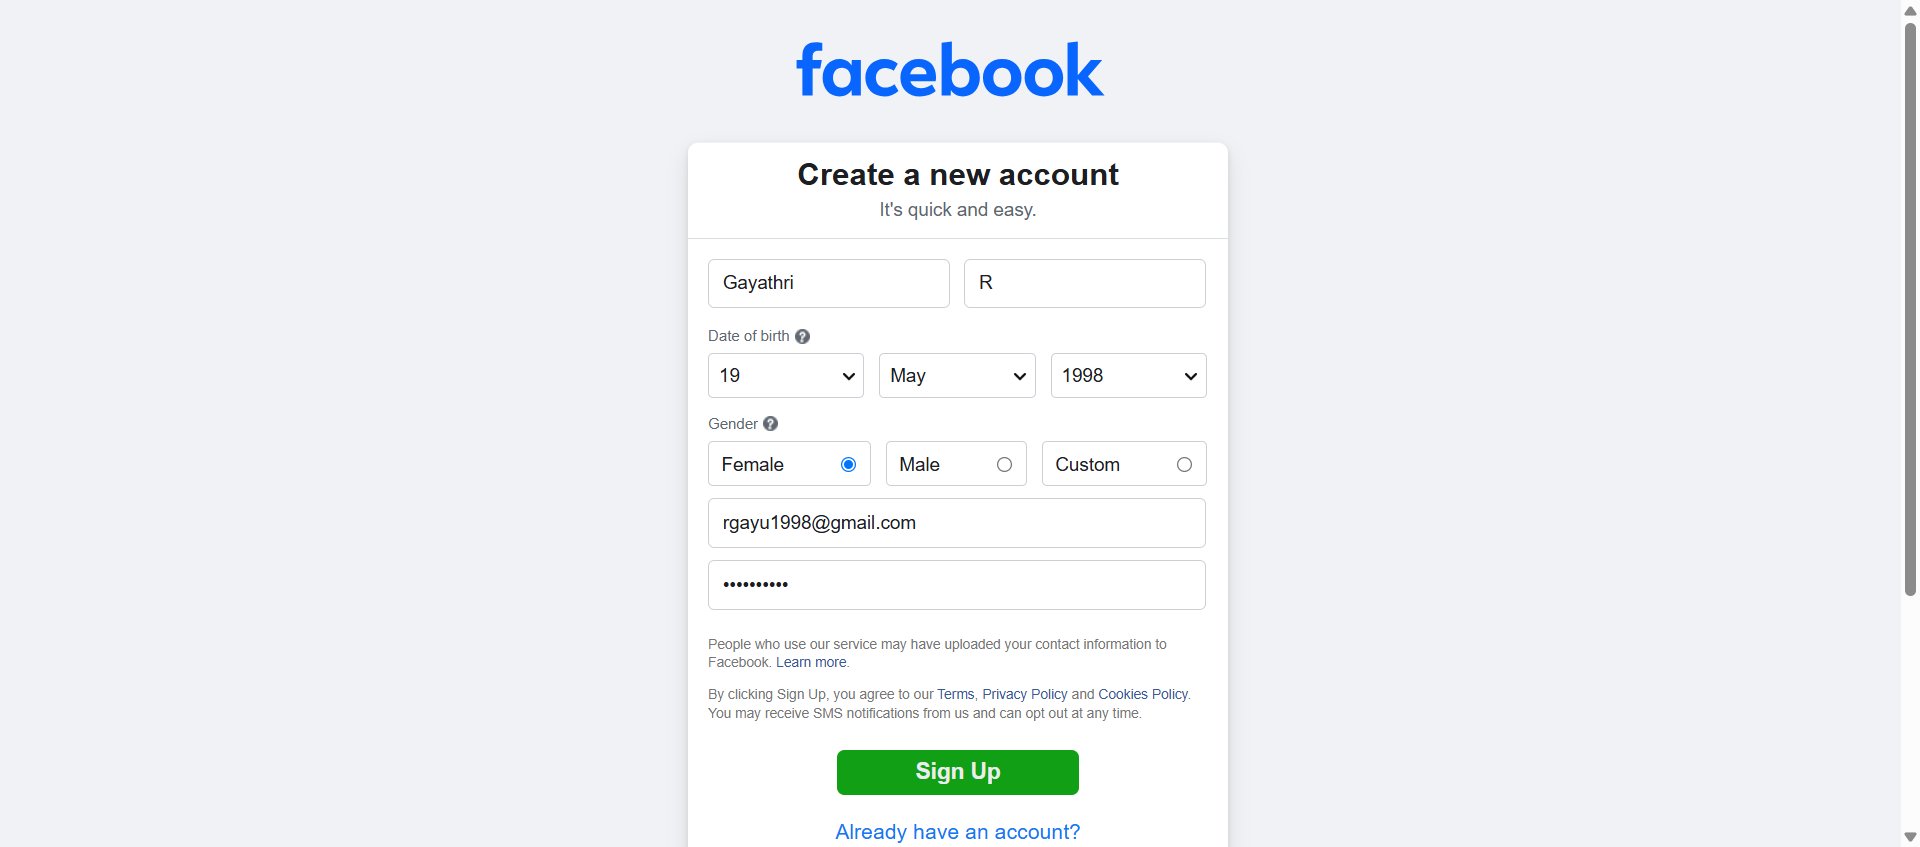 facebook
Create a new account
It's quick and easy.
Gayathri R
Date of birth ?
19 May 1998
Gender ?
Female Male Custom
rgayu1998@gmail.com
••••••••••
People who use our service may have uploaded your contact information to
Facebook. Learn more.
By clicking Sign Up, you agree to our Terms, Privacy Policy and Cookies Policy.
You may receive SMS notifications from us and can opt out at any time.
Sign Up
Already have an account?